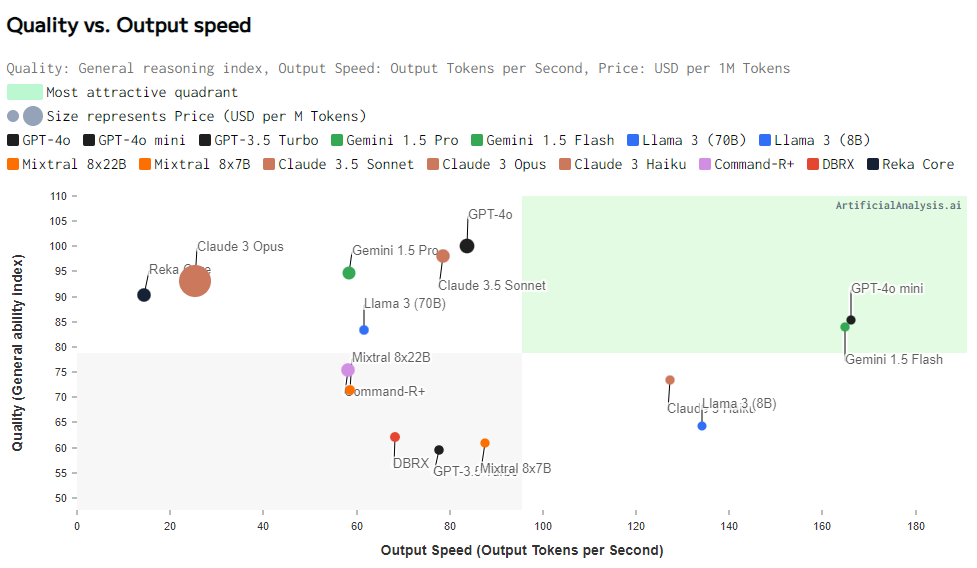 Quality vs. Output speed
Quality: General reasoning index, Output Speed: Output Tokens per Second, Price: USD per 1M Tokens
Most attractive quadrant
Size represents Price (USD per M Tokens)
GPT-4o GPT-4o mini GPT-3.5 Turbo Gemini 1.5 Pro Gemini 1.5 Flash Llama 3 (70B) Llama 3 (8B)
Mixtral 8x22B Mixtral 8x7B Claude 3.5 Sonnet Claude 3 Opus Claude 3 Haiku Command-R+ DBRX Reka Core
110
ArtificialAnalysis.ai
GPT-4o
105
100
Claude 3 Opus
Gemini 1.5 Pro
95
Reka Core
Claude 3.5 Sonnet
90
GPT-4o mini
Llama 3 (70B)
85
80
Gemini 1.5 Flash
Mixtral 8x22B
75
Command-R+
70
Claude 3 Haiku
Llama 3 (8B)
65
60
DBRX
GPT-3.5 Turbo
Mixtral 8x7B
55
50
Quality (General ability index)
0 20 40 60 80 100 120 140 160 180
Output Speed (Output Tokens per Second)